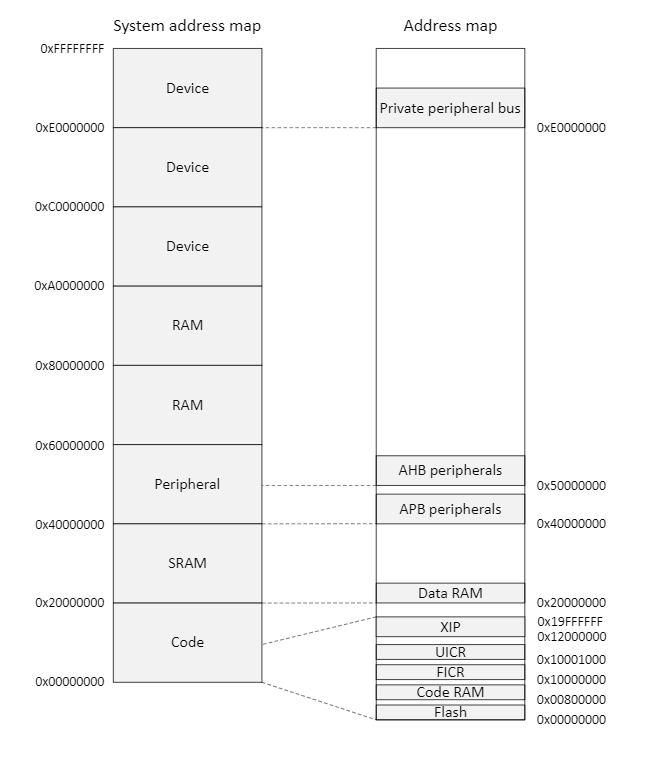 System address map
Address map
0xFFFFFFFF
Device
Private peripheral bus
0xE0000000
0xE0000000
Device
0xC0000000
Device
0xA0000000
RAM
0x80000000
RAM
0x60000000
AHB peripherals
Peripheral
0x50000000
APB peripherals
0x40000000
0x40000000
SRAM
Data RAM
0x20000000
0x20000000
0x19FFFFFF
XIP
0x12000000
Code
UICR
0x10001000
FICR
0x10000000
0x00000000
Code RAM
0x00800000
Flash
0x00000000